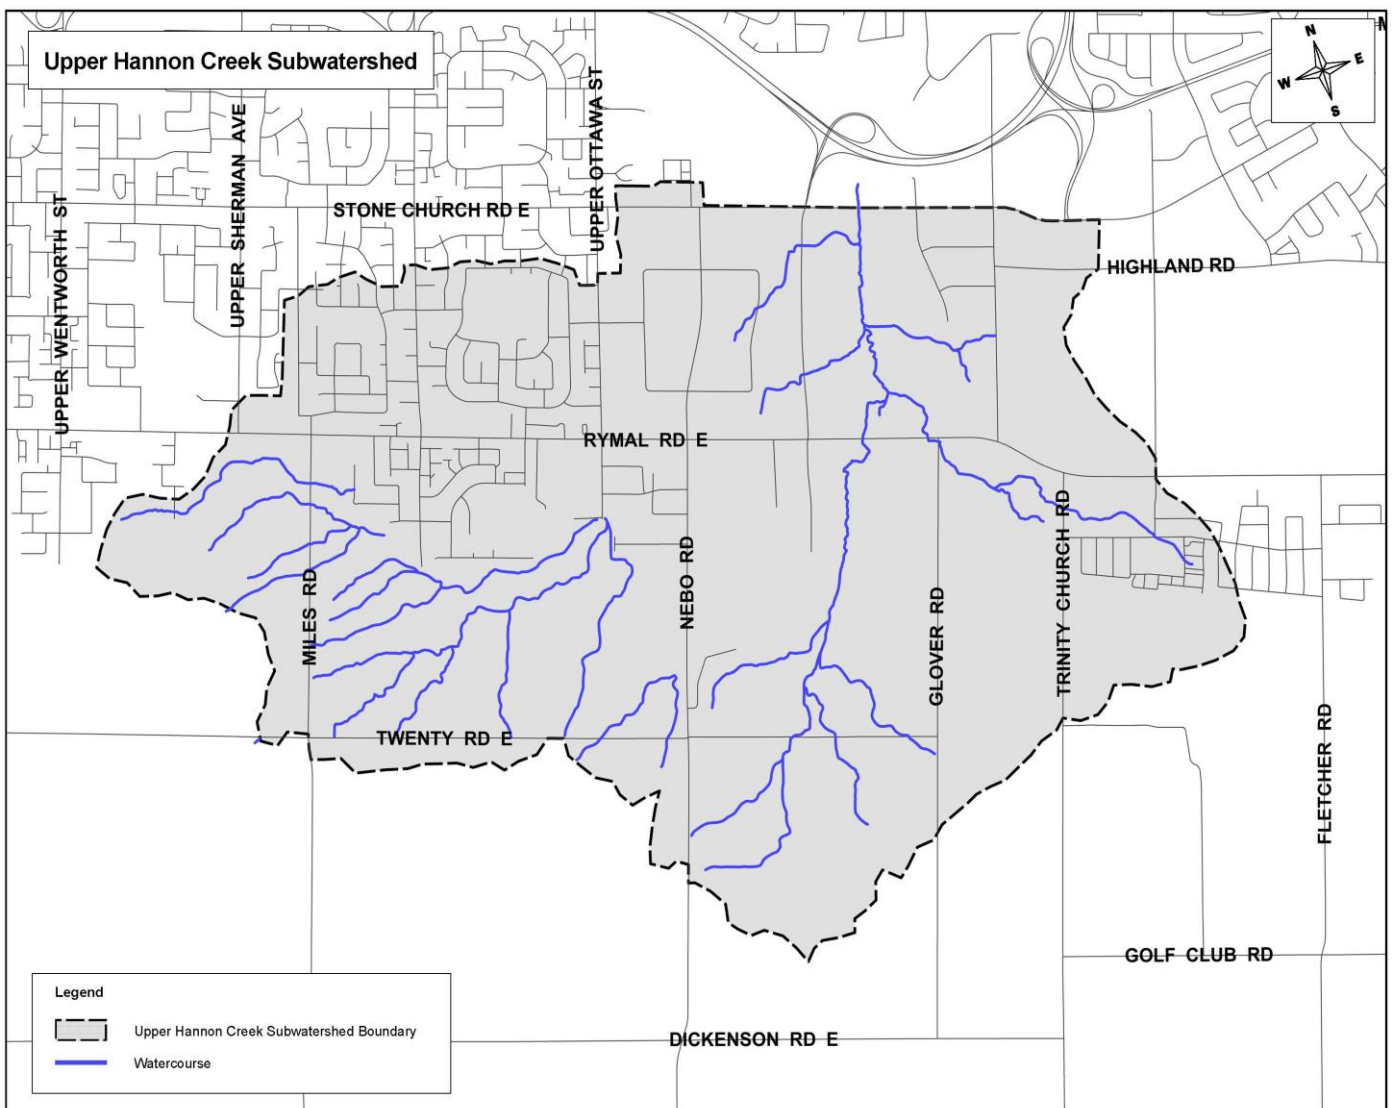 Upper Hannon Creek Subwatershed
N
E
W
S
M
UPPER WENTWORTH ST
UPPER SHERMAN AVE
UPPER OTTAWA ST
STONE CHURCH RD E
HIGHLAND RD
RYMAL RD E
MILES RD
NEBO RD
GLOVER RD
TRINITY CHURCH RD
TWENTY RD E
FLETCHER RD
GOLF CLUB RD
DICKENSON RD E
Legend
Upper Hannon Creek Subwatershed Boundary
Watercourse